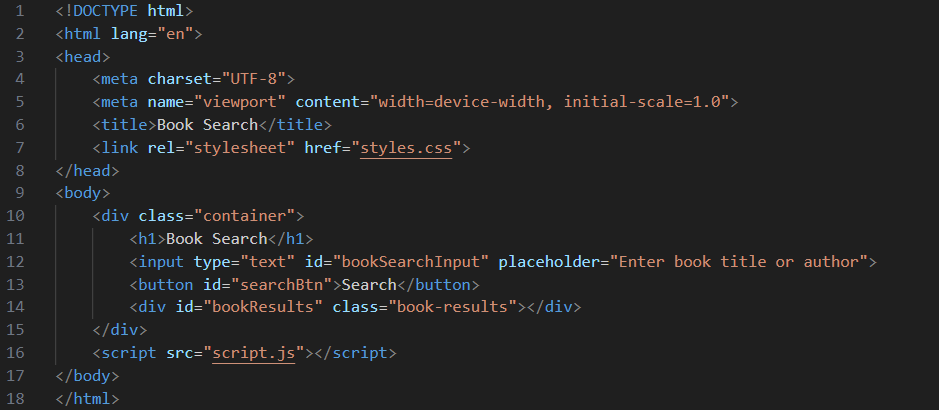 1 <!DOCTYPE html>
2 <html lang="en">
3 <head>
4     <meta charset="UTF-8">
5     <meta name="viewport" content="width=device-width, initial-scale=1.0">
6     <title>Book Search</title>
7     <link rel="stylesheet" href="styles.css">
8 </head>
9 <body>
10     <div class="container">
11         <h1>Book Search</h1>
12         <input type="text" id="bookSearchInput" placeholder="Enter book title or author">
13         <button id="searchBtn">Search</button>
14         <div id="bookResults" class="book-results"></div>
15     </div>
16     <script src="script.js"></script>
17 </body>
18 </html>